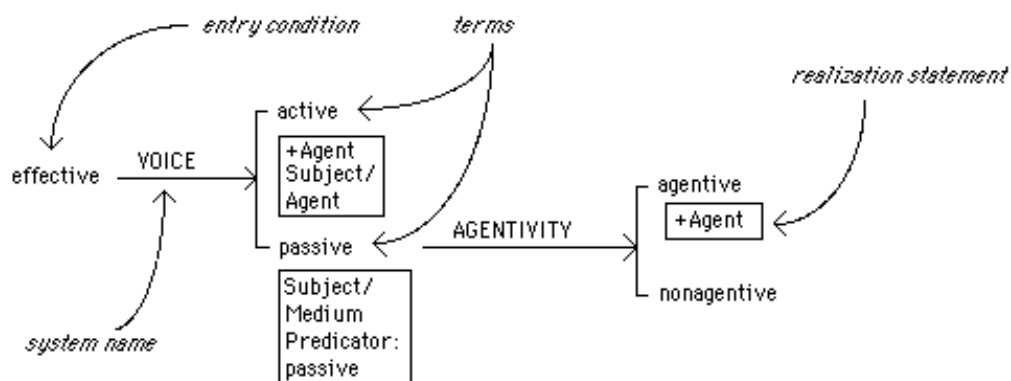 entry condition
terms
realization statement
active
+Agent
Subject/
Agent
effective
VOICE
agentive
+Agent
AGENTIVITY
passive
nonagentive
Subject/
Medium
Predicator:
passive
system name